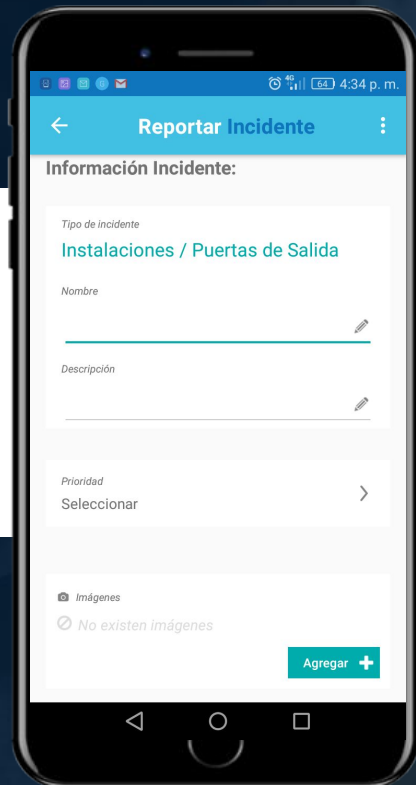 4G 64 4:34 p. m.
Reportar Incidente
Información Incidente:
Tipo de incidente
Instalaciones / Puertas de Salida
Nombre
Descripción
Prioridad
Seleccionar
Imágenes
No existen imágenes
Agregar